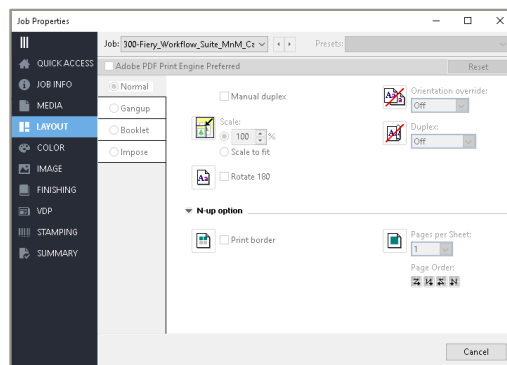 Job Properties
Job: 300-Fiery_Workflow_Suite_MnM_Ca
Presets:
QUICK ACCESS
JOB INFO
MEDIA
LAYOUT
COLOR
IMAGE
FINISHING
VDP
STAMPING
SUMMARY
Adobe PDF Print Engine Preferred
Reset
Normal
Gangup
Booklet
Impose
Manual duplex
Scale:
100 %
Scale to fit
Rotate 180
Orientation override:
Off
Duplex:
Off
N-up option
Print border
Pages per Sheet:
1
Page Order:
Cancel